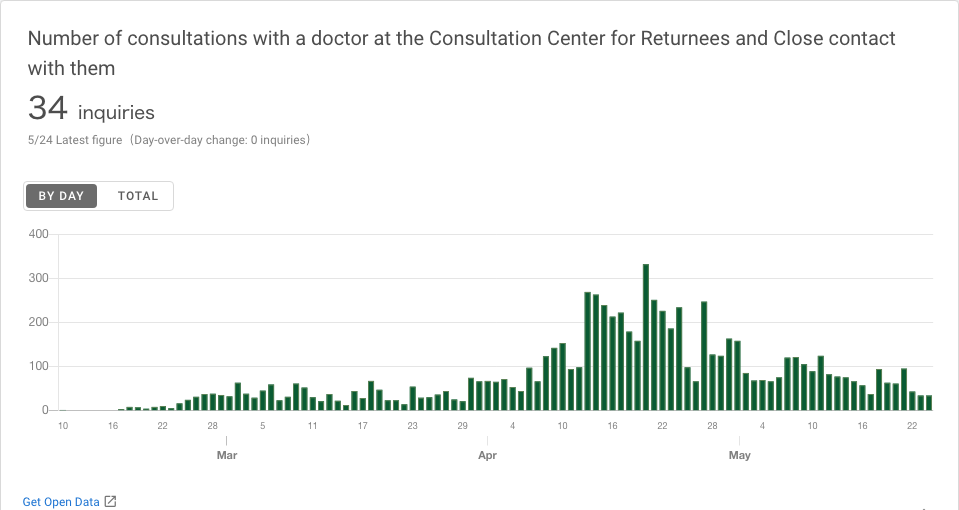 Number of consultations with a doctor at the Consultation Center for Returnees and Close contact
with them
34 inquiries
5/24 Latest figure（Day-over-day change: 0 inquiries）
BY DAY TOTAL
400
300
200
100
0
10 16 22 28 5 11 17 23 29 4 10 16 22 28 4 10 16 22
Mar Apr May
Get Open Data